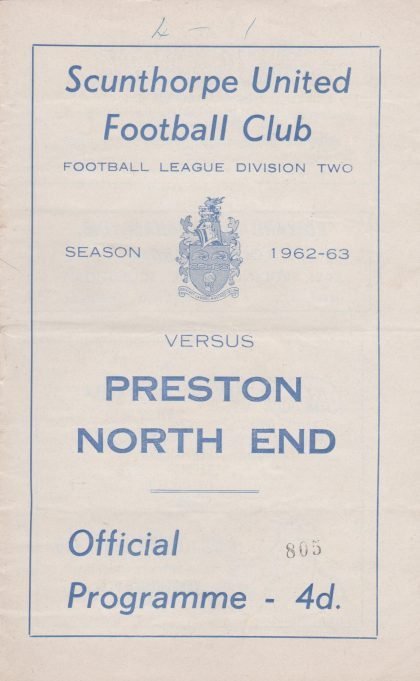 4 - 1
Scunthorpe United
Football Club
FOOTBALL LEAGUE DIVISION TWO
SEASON 1962-63
VERSUS
PRESTON
NORTH END
Official 805
Programme - 4d.